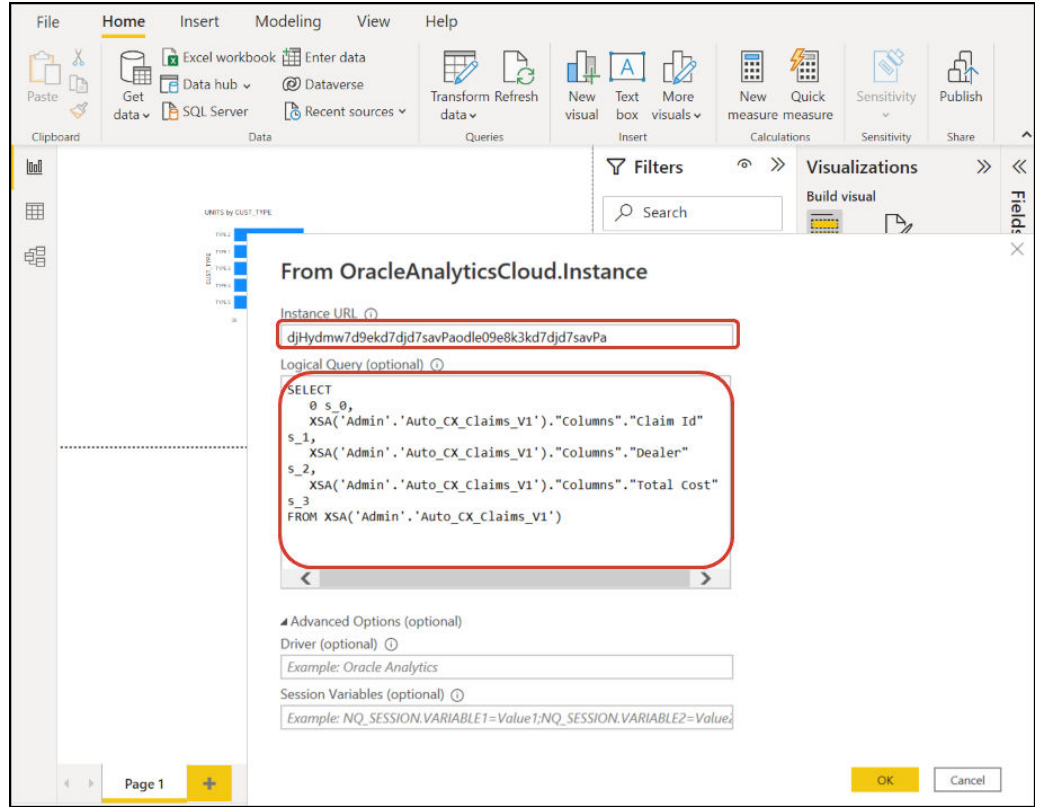 File Home Insert Modeling View Help
Paste
Clipboard
Get data
Excel workbook
Data hub
SQL Server
Enter data
Dataverse
Recent sources
Data
Transform data
Refresh
Queries
New visual
Text box
More visuals
Insert
New measure
Quick measure
Calculations
Sensitivity
Sensitivity
Publish
Share
Filters
Search
Visualizations
Build visual
Fields
UNITS by CUST_TYPE
CUST_TYPE
From OracleAnalyticsCloud.Instance
Instance URL
djHydmw7d9ekd7djd7savPaodle09e8k3kd7djd7savPa
Logical Query (optional)
SELECT
0 s_0,
XSA('Admin'.'Auto_CX_Claims_V1')."Columns"."Claim Id"
s_1,
XSA('Admin'.'Auto_CX_Claims_V1')."Columns"."Dealer"
s_2,
XSA('Admin'.'Auto_CX_Claims_V1')."Columns"."Total Cost"
s_3
FROM XSA('Admin'.'Auto_CX_Claims_V1')
Advanced Options (optional)
Driver (optional)
Example: Oracle Analytics
Session Variables (optional)
Example: NQ_SESSION.VARIABLE1=Value1;NQ_SESSION.VARIABLE2=Value
OK Cancel
Page 1